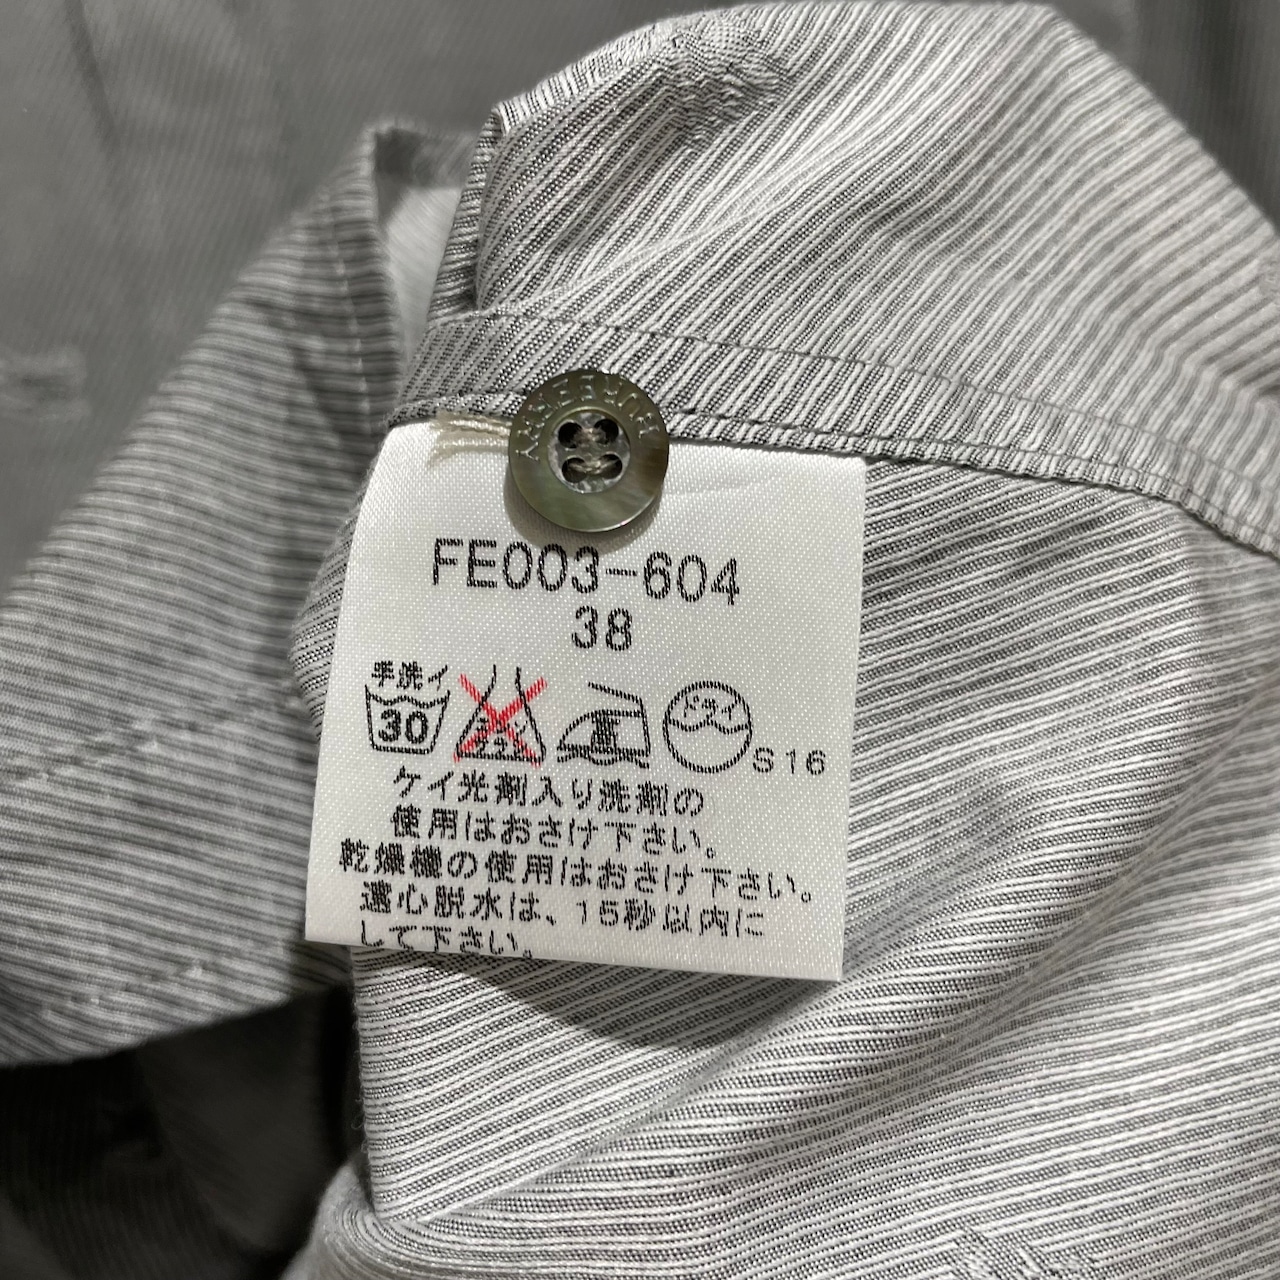 BURBERRY
FE003-604
38
手洗イ
30
S16
ケイ光剤入り洗剤の
使用はおさけ下さい。
乾燥機の使用はおさけ下さい。
遠心脱水は、15秒以内に
して下さい。